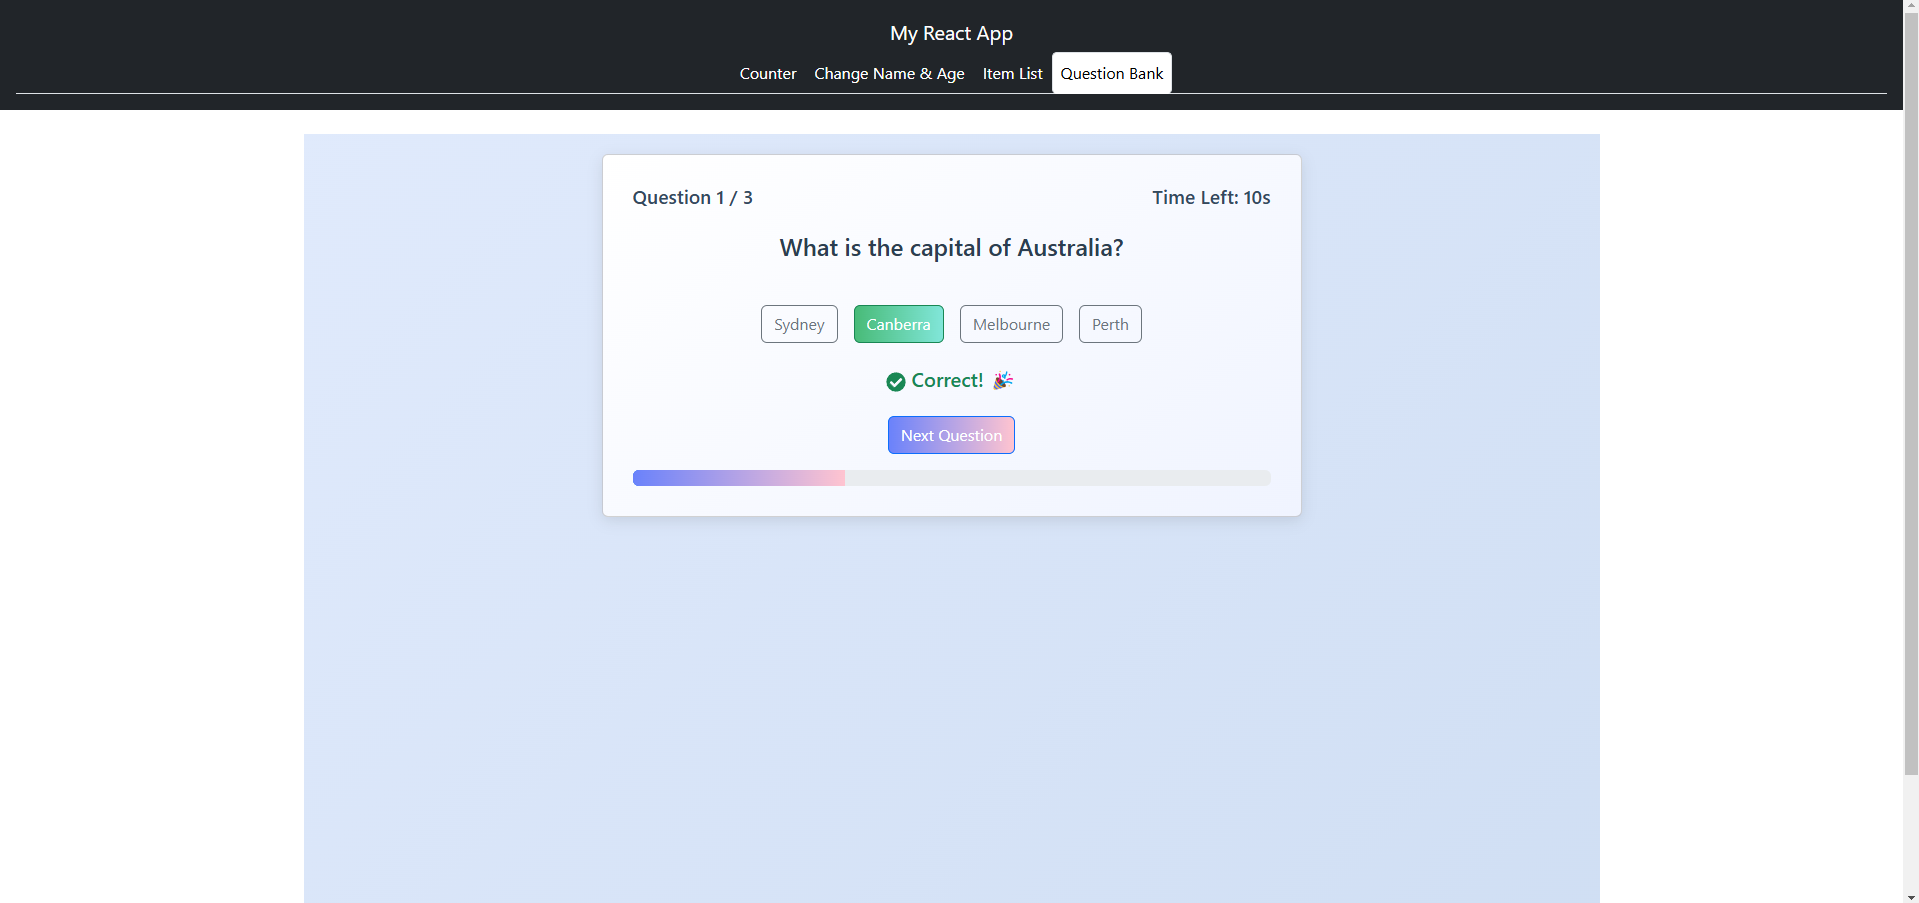 My React App
Counter Change Name & Age Item List Question Bank
Question 1 / 3 Time Left: 10s
What is the capital of Australia?
Sydney Canberra Melbourne Perth
Correct! 🎉
Next Question